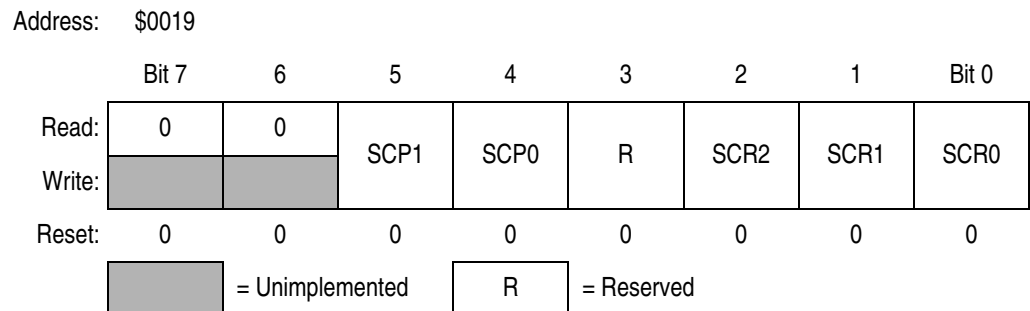 Address: $0019
Bit 7 6 5 4 3 2 1 Bit 0
Read: 0 0 SCP1 SCP0 R SCR2 SCR1 SCR0
Write:
Reset: 0 0 0 0 0 0 0 0
= Unimplemented R = Reserved